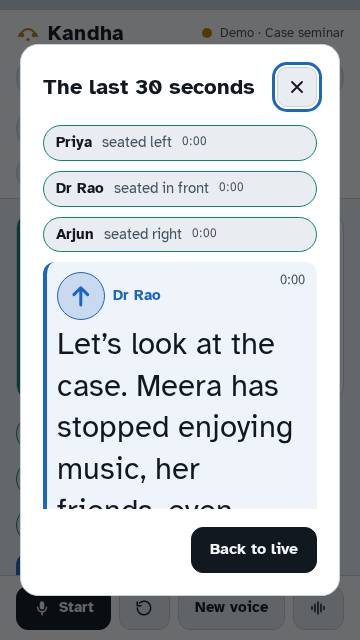 Kandha
Demo · Case seminar
The last 30 seconds
Priya seated left 0:00
Dr Rao seated in front 0:00
Arjun seated right 0:00
0:00
Dr Rao
Let’s look at the
case. Meera has
stopped enjoying
music, her
friends, even
Back to live
Start
New voice